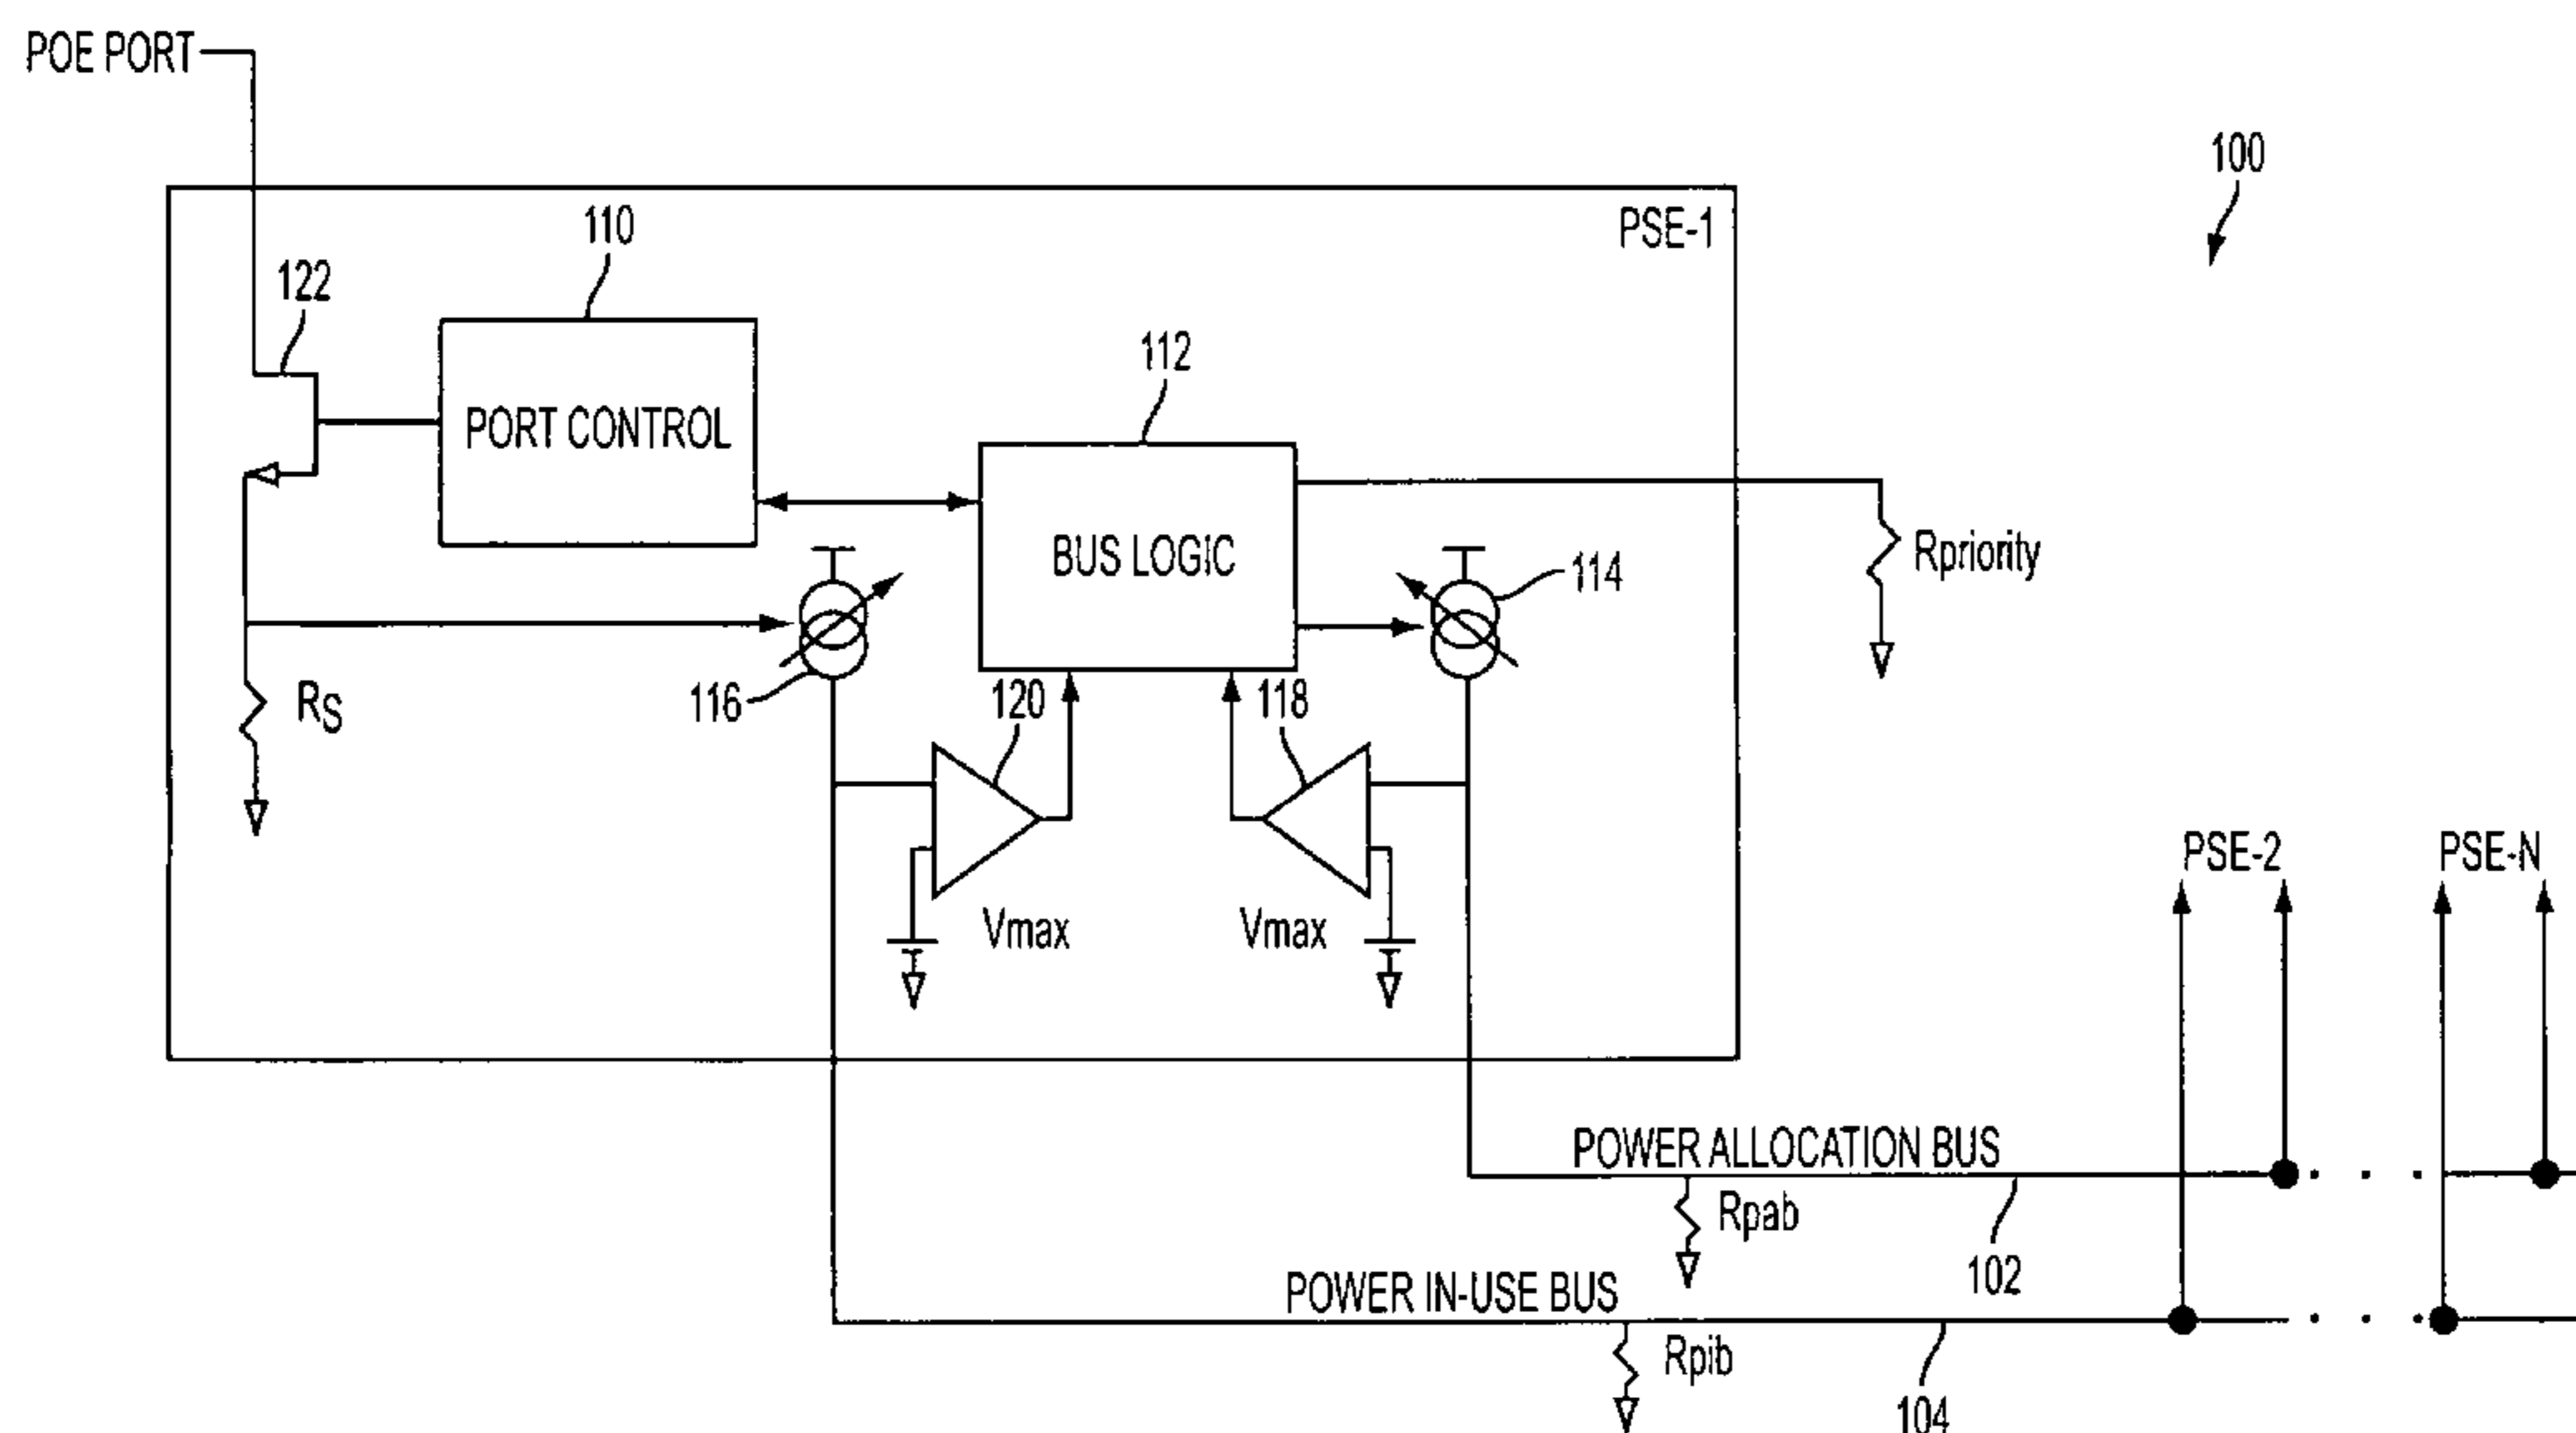 POE PORT
100
PSE-1
110
122
112
PORT CONTROL
BUS LOGIC
Rpriority
114
116
120
118
RS
Vmax
Vmax
PSE-2
PSE-N
POWER ALLOCATION BUS
Rpab
102
POWER IN-USE BUS
Rpib
104